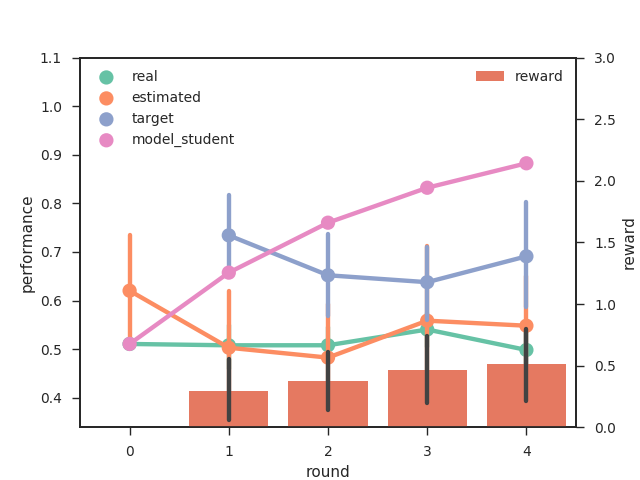 1.1
1.0
0.9
0.8
0.7
0.6
0.5
0.4
performance
real
estimated
target
model_student
reward
3.0
2.5
2.0
1.5
1.0
0.5
0.0
reward
0 1 2 3 4
round